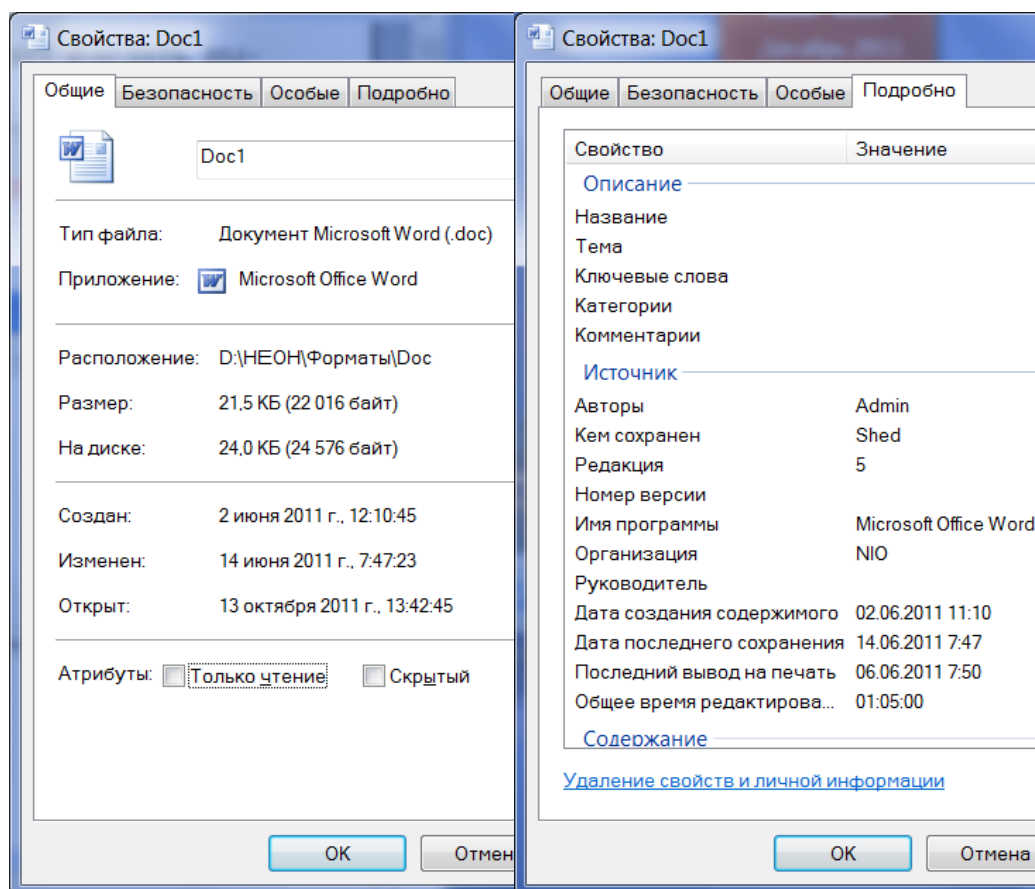 Свойства: Doc1
Общие Безопасность Особые Подробно
Doc1
Тип файла: Документ Microsoft Word (.doc)
Приложение: Microsoft Office Word
Расположение: D:\НЕОН\Форматы\Doc
Размер: 21,5 КБ (22 016 байт)
На диске: 24,0 КБ (24 576 байт)
Создан: 2 июня 2011 г., 12:10:45
Изменен: 14 июня 2011 г., 7:47:23
Открыт: 13 октября 2011 г., 13:42:45
Атрибуты: Только чтение Скрытый
ОК Отмен
Свойства: Doc1
Общие Безопасность Особые Подробно
Свойство Значение
Описание
Название
Тема
Ключевые слова
Категории
Комментарии
Источник
Авторы Admin
Кем сохранен Shed
Редакция 5
Номер версии
Имя программы Microsoft Office Word
Организация NIO
Руководитель
Дата создания содержимого 02.06.2011 11:10
Дата последнего сохранения 14.06.2011 7:47
Последний вывод на печать 06.06.2011 7:50
Общее время редактирова... 01:05:00
Содержание
Удаление свойств и личной информации
ОК Отмена